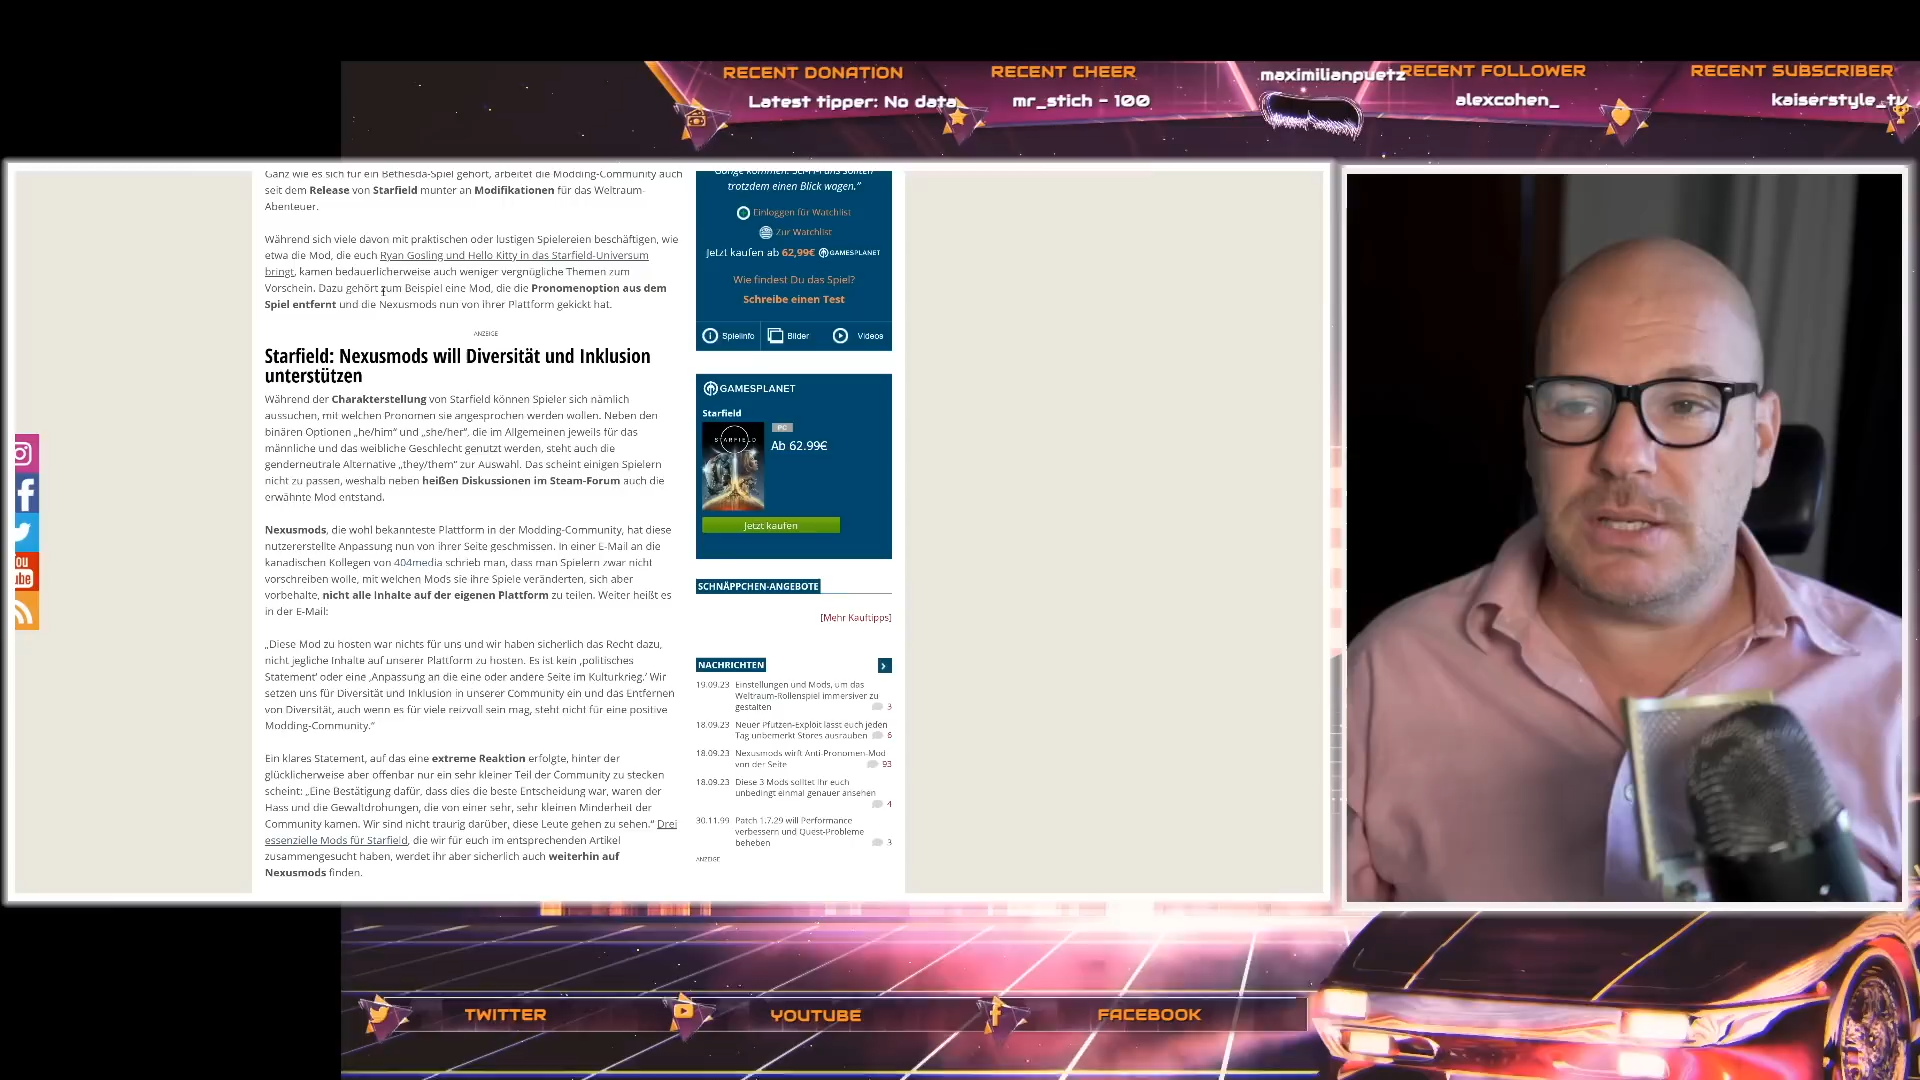 RECENT DONATION
Latest tipper: No data
RECENT CHEER
mr_stich - 100
maximilianpuetz
RECENT FOLLOWER
alexcohen_
RECENT SUBSCRIBER
kaiserstyle_tv
Ganz wie es sich für ein Bethesda-Spiel gehört, arbeitet die Modding-Community auch
seit dem Release von Starfield munter an Modifikationen für das Weltraum-
Abenteuer.
Während sich viele davon mit praktischen oder lustigen Spielereien beschäftigen, wie
etwa die Mod, die euch Ryan Gosling und Hello Kitty in das Starfield-Universum
bringt, kamen bedauerlicherweise auch weniger vergnügliche Themen zum
Vorschein. Dazu gehört zum Beispiel eine Mod, die die Pronomenoption aus dem
Spiel entfernt und die Nexusmods nun von ihrer Plattform gekickt hat.
ANZEIGE
Starfield: Nexusmods will Diversität und Inklusion
unterstützen
Während der Charakterstellung von Starfield können Spieler sich nämlich
aussuchen, mit welchen Pronomen sie angesprochen werden wollen. Neben den
binären Optionen „he/him“ und „she/her“, die im Allgemeinen jeweils für das
männliche und das weibliche Geschlecht genutzt werden, steht auch die
genderneutrale Alternative „they/them“ zur Auswahl. Das scheint einigen Spielern
nicht zu passen, weshalb neben heißen Diskussionen im Steam-Forum auch die
erwähnte Mod entstand.
Nexusmods, die wohl bekannteste Plattform in der Modding-Community, hat diese
nutzererstellte Anpassung nun von ihrer Seite geschmissen. In einer E-Mail an die
kanadischen Kollegen von 404media schrieb man, dass man Spielern zwar nicht
vorschreiben wolle, mit welchen Mods sie ihre Spiele veränderten, sich aber
vorbehalte, nicht alle Inhalte auf der eigenen Plattform zu teilen. Weiter heißt es
in der E-Mail:
„Diese Mod zu hosten war nichts für uns und wir haben sicherlich das Recht dazu,
nicht jegliche Inhalte auf unserer Plattform zu hosten. Es ist kein ‚politisches
Statement’ oder eine ‚Anpassung an die eine oder andere Seite im Kulturkrieg.’ Wir
setzen uns für Diversität und Inklusion in unserer Community ein und das Entfernen
von Diversität, auch wenn es für viele reizvoll sein mag, steht nicht für eine positive
Modding-Community.“
Ein klares Statement, auf das eine extreme Reaktion erfolgte, hinter der
glücklicherweise aber offenbar nur ein sehr kleiner Teil der Community zu stecken
scheint: „Eine Bestätigung dafür, dass dies die beste Entscheidung war, waren der
Hass und die Gewaltdrohungen, die von einer sehr, sehr kleinen Minderheit der
Community kamen. Wir sind nicht traurig darüber, diese Leute gehen zu sehen.“ Drei
essenzielle Mods für Starfield, die wir für euch im entsprechenden Artikel
zusammengesucht haben, werdet ihr aber sicherlich auch weiterhin auf
Nexusmods finden.
Gänge kommen. Sci-Fi-Fans sollten
trotzdem einen Blick wagen.”
Einloggen für Watchlist
Zur Watchlist
Jetzt kaufen ab 62,99€ GAMESPLANET
Wie findest Du das Spiel?
Schreibe einen Test
Spielinfo
Bilder
Videos
GAMESPLANET
Starfield
PC
Ab 62.99€
STARFIELD
Jetzt kaufen
SCHNÄPPCHEN-ANGEBOTE
[Mehr Kauftipps]
NACHRICHTEN
19.09.23 Einstellungen und Mods, um das
Weltraum-Rollenspiel immersiver zu
gestalten 3
18.09.23 Neuer Pfützen-Exploit lässt euch jeden
Tag unbemerkt Stores ausrauben 6
18.09.23 Nexusmods wirft Anti-Pronomen-Mod
von der Seite 93
18.09.23 Diese 3 Mods solltet ihr euch
unbedingt einmal genauer ansehen
4
30.11.99 Patch 1.7.29 will Performance
verbessern und Quest-Probleme
beheben 3
ANZEIGE
You
Tube
TWITTER
YOUTUBE
FACEBOOK